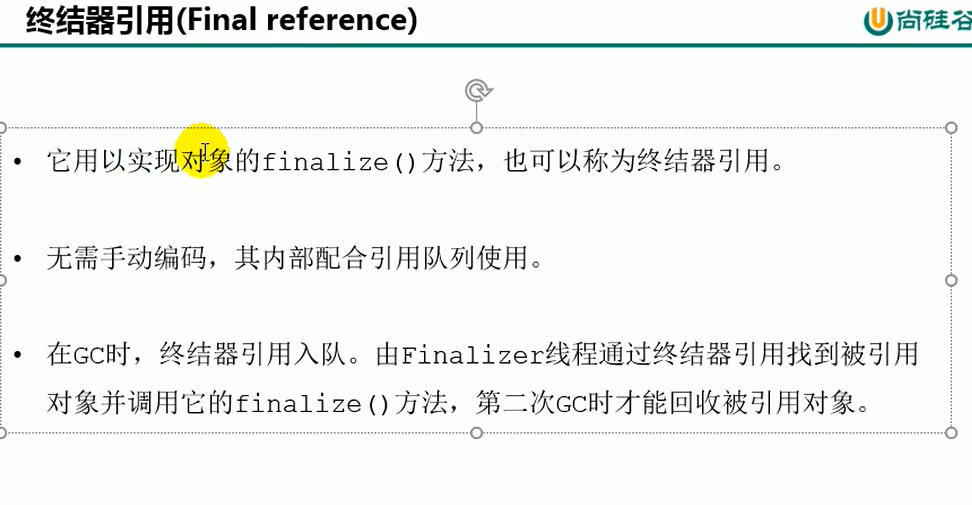 终结器引用(Final reference)
尚硅谷
• 它用以实现对象的finalize()方法，也可以称为终结器引用。
• 无需手动编码，其内部配合引用队列使用。
• 在GC时，终结器引用入队。由Finalizer线程通过终结器引用找到被引用
对象并调用它的finalize()方法，第二次GC时才能回收被引用对象。